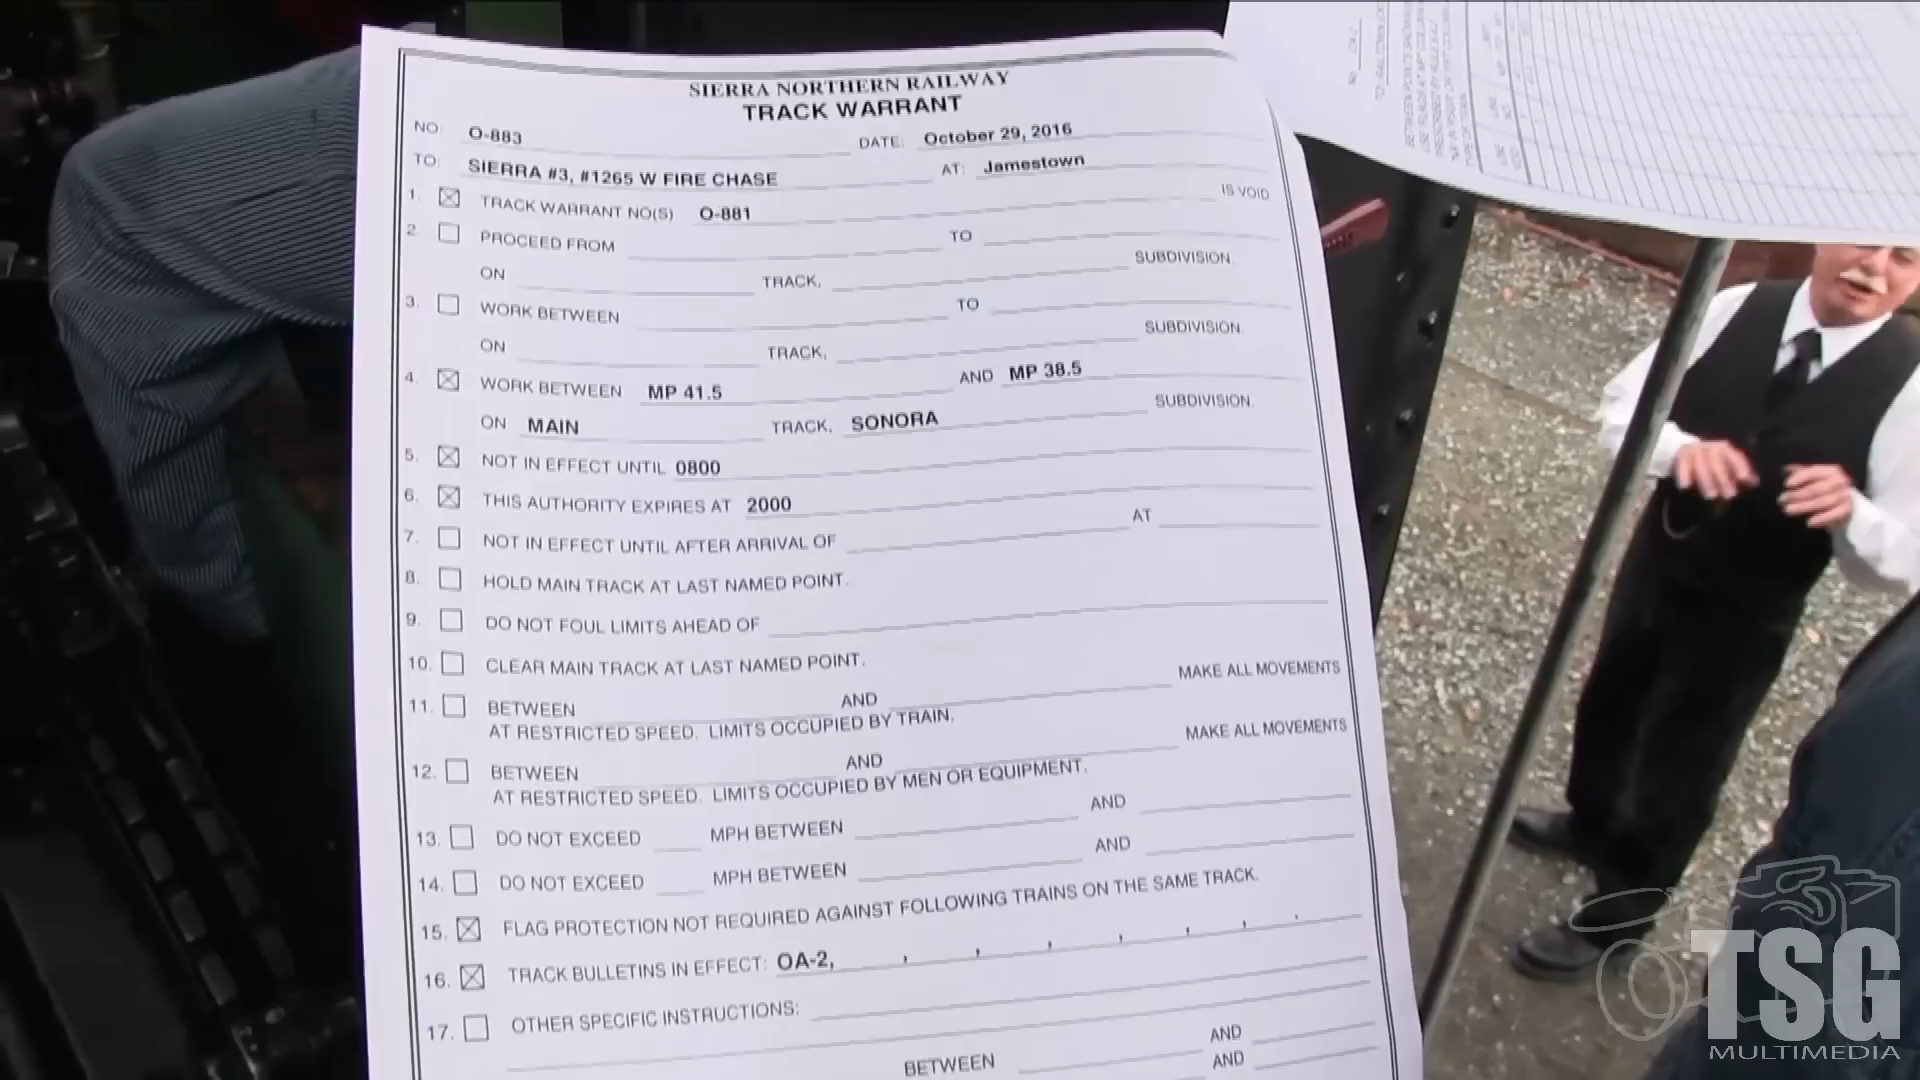 SIERRA NORTHERN RAILWAY
TRACK WARRANT
NO: O-883 DATE: October 29, 2016
TO: SIERRA #3, #1265 W FIRE CHASE AT: Jamestown
1. ☒ TRACK WARRANT NO(S) O-881 IS VOID
2. ☐ PROCEED FROM TO
ON TRACK, SUBDIVISION.
3. ☐ WORK BETWEEN TO
ON TRACK, SUBDIVISION.
4. ☒ WORK BETWEEN MP 41.5 AND MP 38.5
ON MAIN TRACK, SONORA SUBDIVISION.
5. ☒ NOT IN EFFECT UNTIL 0800
6. ☒ THIS AUTHORITY EXPIRES AT 2000
7. ☐ NOT IN EFFECT UNTIL AFTER ARRIVAL OF AT
8. ☐ HOLD MAIN TRACK AT LAST NAMED POINT.
9. ☐ DO NOT FOUL LIMITS AHEAD OF
10. ☐ CLEAR MAIN TRACK AT LAST NAMED POINT.
11. ☐ BETWEEN AND MAKE ALL MOVEMENTS
AT RESTRICTED SPEED. LIMITS OCCUPIED BY TRAIN.
12. ☐ BETWEEN AND MAKE ALL MOVEMENTS
AT RESTRICTED SPEED. LIMITS OCCUPIED BY MEN OR EQUIPMENT.
13. ☐ DO NOT EXCEED MPH BETWEEN AND
14. ☐ DO NOT EXCEED MPH BETWEEN AND
15. ☒ FLAG PROTECTION NOT REQUIRED AGAINST FOLLOWING TRAINS ON THE SAME TRACK.
16. ☒ TRACK BULLETINS IN EFFECT: OA-2, , , , , , , 
17. ☐ OTHER SPECIFIC INSTRUCTIONS:
AND
BETWEEN AND
TSG
MULTIMEDIA